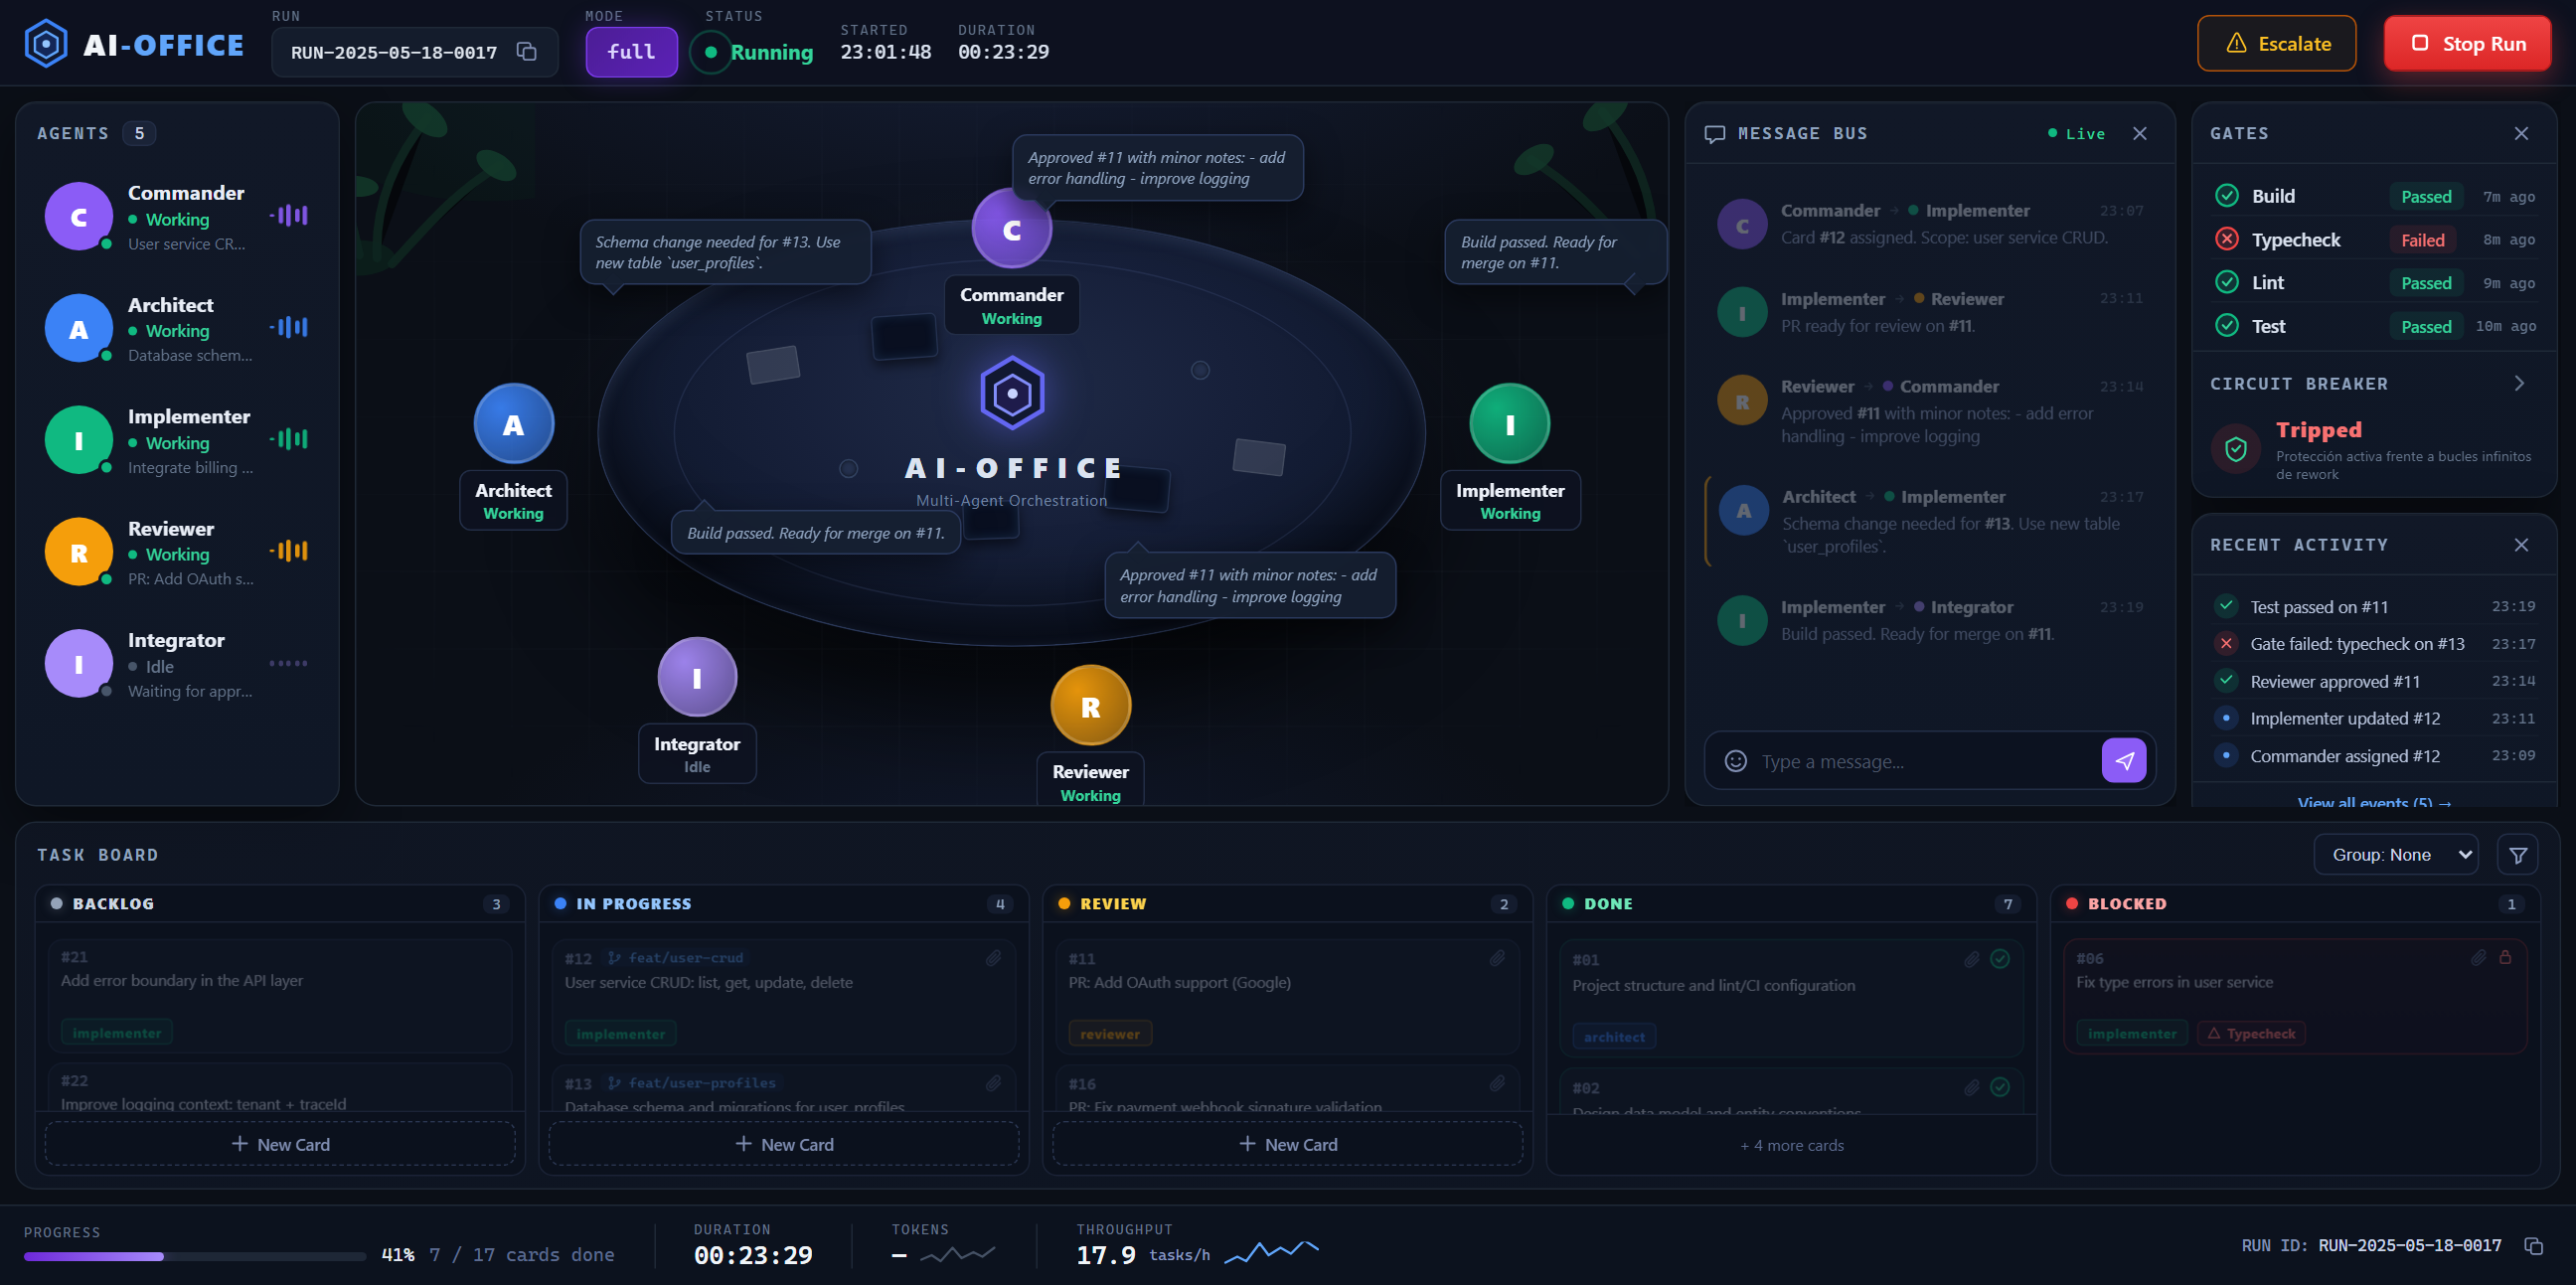 AI-OFFICE
RUN
RUN-2025-05-18-0017
MODE
full
STATUS
Running
STARTED
23:01:48
DURATION
00:23:29
Escalate
Stop Run
AGENTS 5
C
Commander
Working
User service CR...
A
Architect
Working
Database schem...
I
Implementer
Working
Integrate billing ...
R
Reviewer
Working
PR: Add OAuth s...
I
Integrator
Idle
Waiting for appr...
Approved #11 with minor notes: - add
error handling - improve logging
Schema change needed for #13. Use
new table `user_profiles`.
Build passed. Ready for
merge on #11.
C
Commander
Working
A
Architect
Working
I
Implementer
Working
AI-OFFICE
Multi-Agent Orchestration
Build passed. Ready for merge on #11.
Approved #11 with minor notes: - add
error handling - improve logging
I
Integrator
Idle
R
Reviewer
Working
MESSAGE BUS
Live
C
Commander → Implementer 23:07
Card #12 assigned. Scope: user service CRUD.
I
Implementer → Reviewer 23:11
PR ready for review on #11.
R
Reviewer → Commander 23:14
Approved #11 with minor notes: - add error
handling - improve logging
A
Architect → Implementer 23:17
Schema change needed for #13. Use new table
`user_profiles`.
I
Implementer → Integrator 23:19
Build passed. Ready for merge on #11.
Type a message...
GATES
Build Passed 7m ago
Typecheck Failed 8m ago
Lint Passed 9m ago
Test Passed 10m ago
CIRCUIT BREAKER
Tripped
Protección activa frente a bucles infinitos
de rework
RECENT ACTIVITY
Test passed on #11 23:19
Gate failed: typecheck on #13 23:17
Reviewer approved #11 23:14
Implementer updated #12 23:11
Commander assigned #12 23:09
View all events (5) →
TASK BOARD
Group: None
BACKLOG 3
#21
Add error boundary in the API layer
implementer
#22
Improve logging context: tenant + traceId
New Card
IN PROGRESS 4
#12 feat/user-crud
User service CRUD: list, get, update, delete
implementer
#13 feat/user-profiles
Database schema and migrations for user_profiles
New Card
REVIEW 2
#11
PR: Add OAuth support (Google)
reviewer
#16
PR: Fix payment webhook signature validation
New Card
DONE 7
#01
Project structure and lint/CI configuration
architect
#02
Design data model and entity conventions
+ 4 more cards
BLOCKED 1
#06
Fix type errors in user service
implementer Typecheck
PROGRESS
41% 7 / 17 cards done
DURATION
00:23:29
TOKENS
—
THROUGHPUT
17.9 tasks/h
RUN ID: RUN-2025-05-18-0017